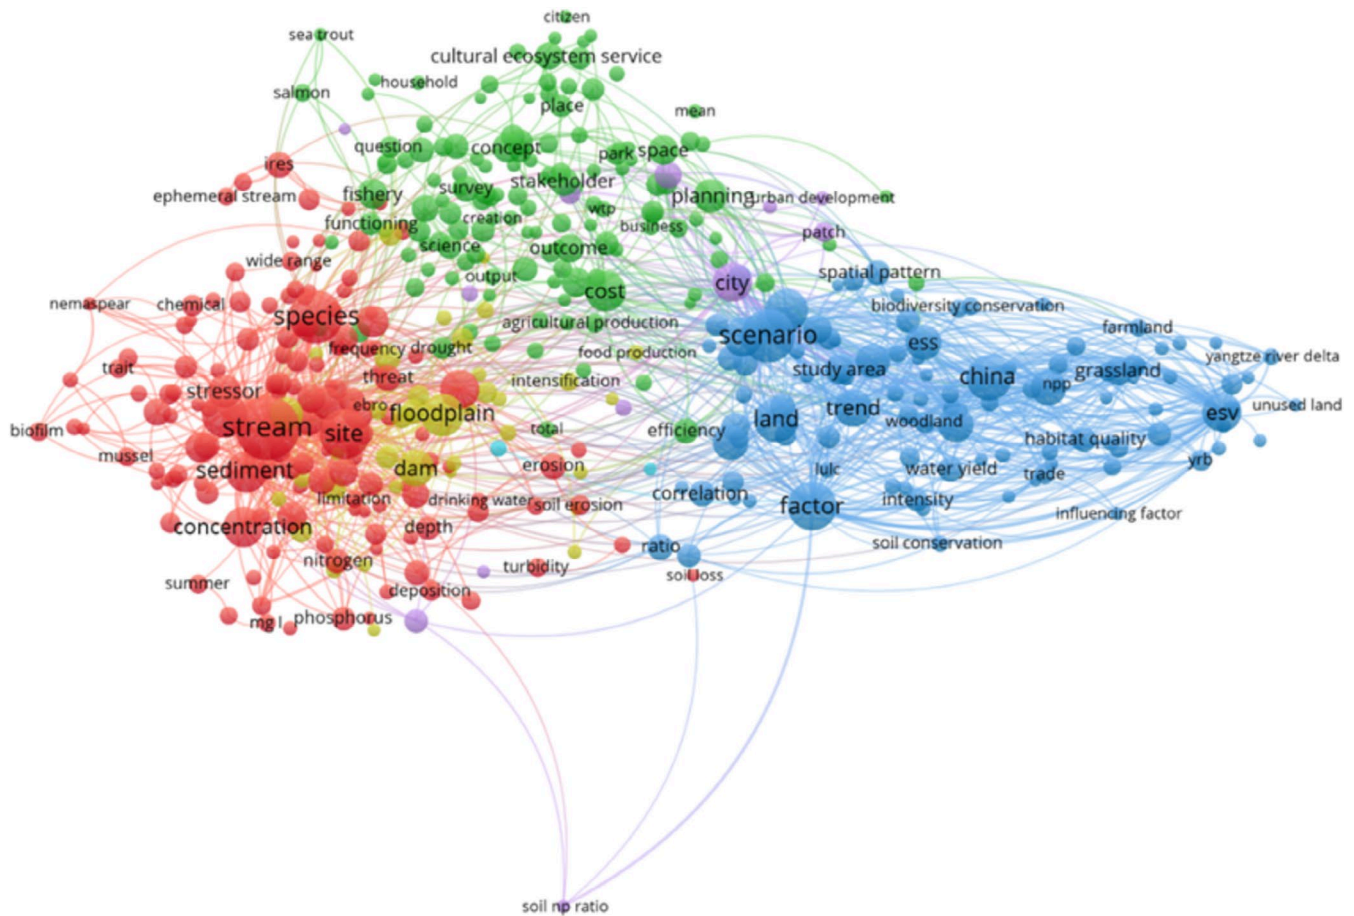 citizen
sea trout
cultural ecosystem service
household
salmon
place
mean
question
concept
park
space
ires
stakeholder
ephemeral stream
fishery
survey
planning
urban development
wtp
creation
functioning
business
patch
science
outcome
wide range
output
spatial pattern
city
cost
nemaspear
chemical
species
biodiversity conservation
agricultural production
scenario
farmland
ess
frequency
drought
food production
yangtze river delta
trait
threat
study area
china
npp
grassland
stressor
intensification
ebro
unused land
floodplain
trend
esv
land
woodland
stream
site
total
efficiency
biofilm
habitat quality
mussel
sediment
dam
erosion
lulc
water yield
trade
yrb
limitation
drinking water
soil erosion
correlation
intensity
factor
influencing factor
concentration
depth
ratio
soil conservation
nitrogen
turbidity
soil loss
summer
deposition
mg l
phosphorus
soil np ratio